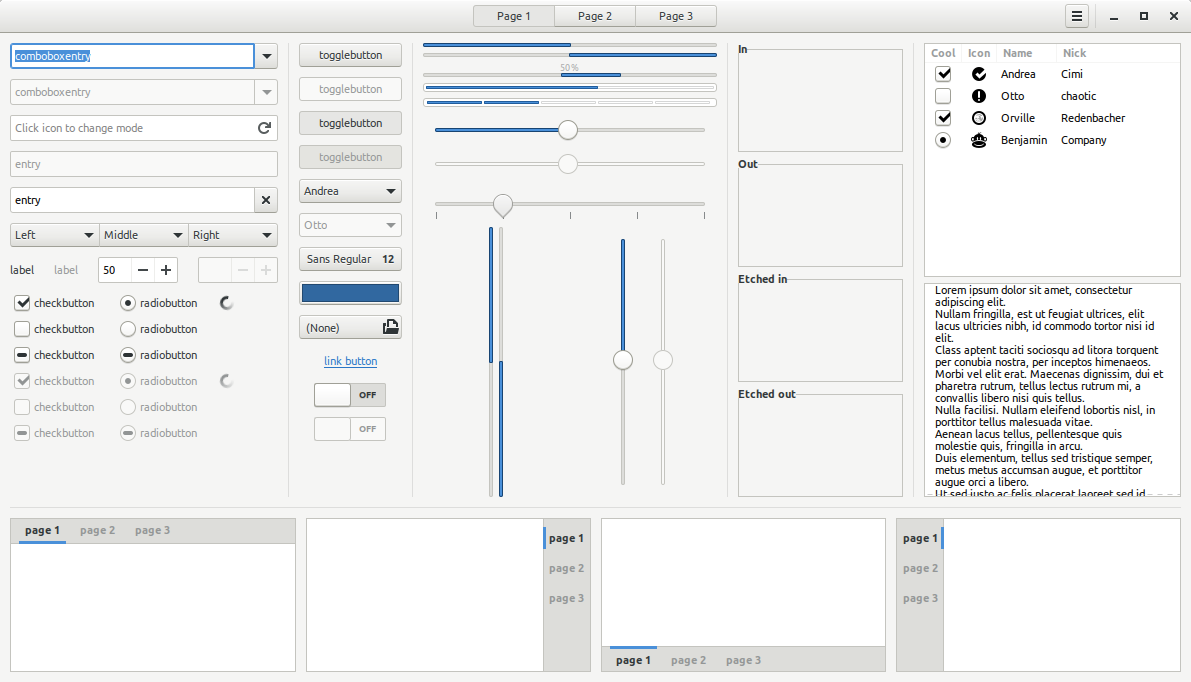 Page 1 Page 2 Page 3
comboboxentry
comboboxentry
Click icon to change mode
entry
entry
Left Middle Right
label label 50
checkbutton radiobutton
checkbutton radiobutton
checkbutton radiobutton
checkbutton radiobutton
checkbutton radiobutton
checkbutton radiobutton
togglebutton
togglebutton
togglebutton
togglebutton
Andrea
Otto
Sans Regular 12
(None)
link button
OFF
OFF
50 %
In
Out
Etched in
Etched out
Cool Icon Name Nick
Andrea Cimi
Otto chaotic
Orville Redenbacher
Benjamin Company
Lorem ipsum dolor sit amet, consectetur
adipiscing elit.
Nullam fringilla, est ut feugiat ultrices, elit
lacus ultricies nibh, id commodo tortor nisi id
elit.
Class aptent taciti sociosqu ad litora torquent
per conubia nostra, per inceptos himenaeos.
Morbi vel elit erat. Maecenas dignissim, dui et
pharetra rutrum, tellus lectus rutrum mi, a
convallis libero nisi quis tellus.
Nulla facilisi. Nullam eleifend lobortis nisl, in
porttitor tellus malesuada vitae.
Aenean lacus tellus, pellentesque quis
molestie quis, fringilla in arcu.
Duis elementum, tellus sed tristique semper,
metus metus accumsan augue, et porttitor
augue orci a libero.
Ut sed justo ac felis placerat laoreet sed id
page 1 page 2 page 3
page 1
page 2
page 3
page 1 page 2 page 3
page 1
page 2
page 3